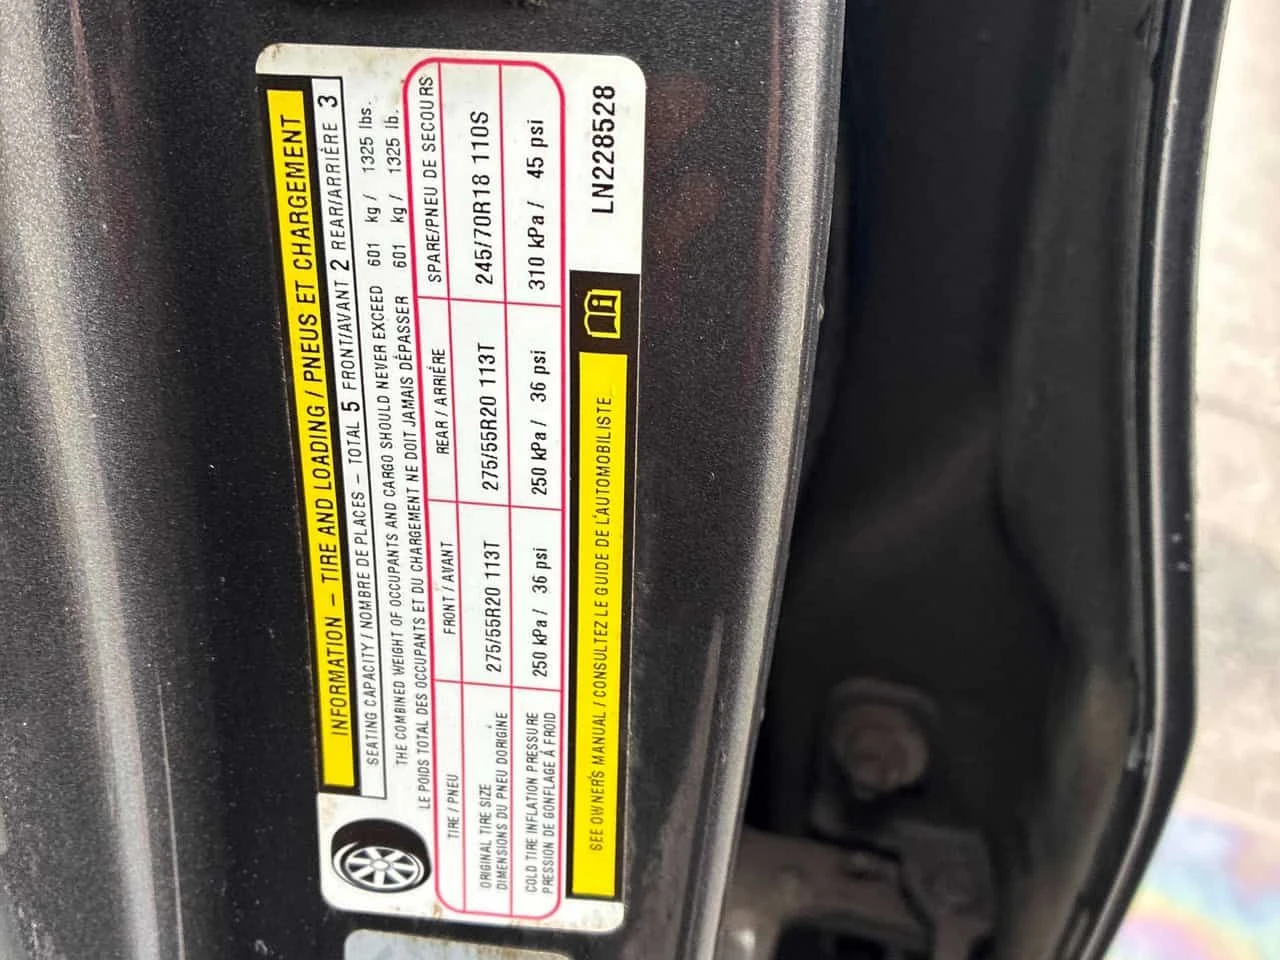 INFORMATION – TIRE AND LOADING / PNEUS ET CHARGEMENT
SEATING CAPACITY / NOMBRE DE PLACES – TOTAL 5 FRONT/AVANT 2 REAR/ARRIÈRE 3
THE COMBINED WEIGHT OF OCCUPANTS AND CARGO SHOULD NEVER EXCEED 601 kg / 1325 lbs.
LE POIDS TOTAL DES OCCUPANTS ET DU CHARGEMENT NE DOIT JAMAIS DÉPASSER 601 kg / 1325 lb.
TIRE / PNEU FRONT / AVANT REAR / ARRIÉRE SPARE/PNEU DE SECOURS
ORIGINAL TIRE SIZE
DIMENSIONS DU PNEU DORIGINE
275/55R20 113T 275/55R20 113T 245/70R18 110S
COLD TIRE INFLATION PRESSURE
PRESSION DE GONFLAGE À FROID
250 kPa / 36 psi 250 kPa / 36 psi 310 kPa / 45 psi
SEE OWNER'S MANUAL / CONSULTEZ LE GUIDE DE L'AUTOMOBILISTE
LN228528